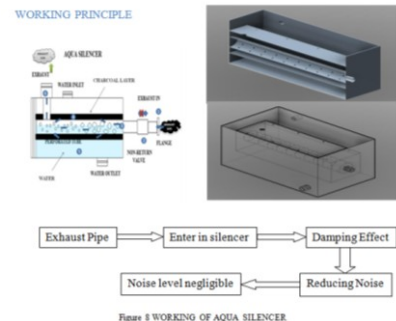 WORKING PRINCIPLE
AQUA SILENCER
EXHAUST
WATER INLET
CHARCOAL LAYER
EXHAUST IN
PERFORATED TUBE
NON-RETURN
VALVE
FLANGE
WATER
WATER OUTLET
Exhaust Pipe
Enter in silencer
Damping Effect
Noise level negligible
Reducing Noise
Figure 8 WORKING OF AQUA SILENCER